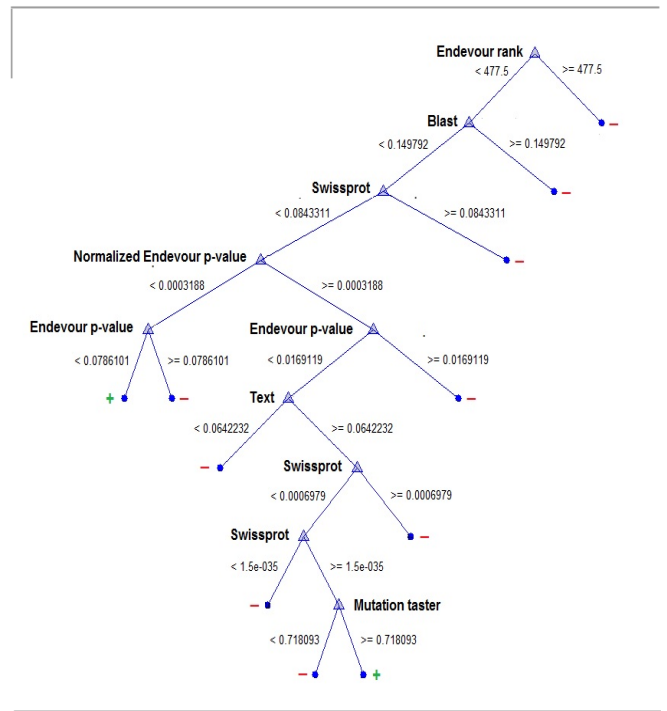 Endevour rank
< 477.5 >= 477.5
−
Blast
< 0.149792 >= 0.149792
−
Swissprot
< 0.0843311 >= 0.0843311
−
Normalized Endevour p-value
< 0.0003188 >= 0.0003188
Endevour p-value Endevour p-value
< 0.0786101 >= 0.0786101 < 0.0169119 >= 0.0169119
+ − Text −
< 0.0642232 >= 0.0642232
− Swissprot
< 0.0006979 >= 0.0006979
Swissprot −
< 1.5e-035 >= 1.5e-035
− Mutation taster
< 0.718093 >= 0.718093
− +